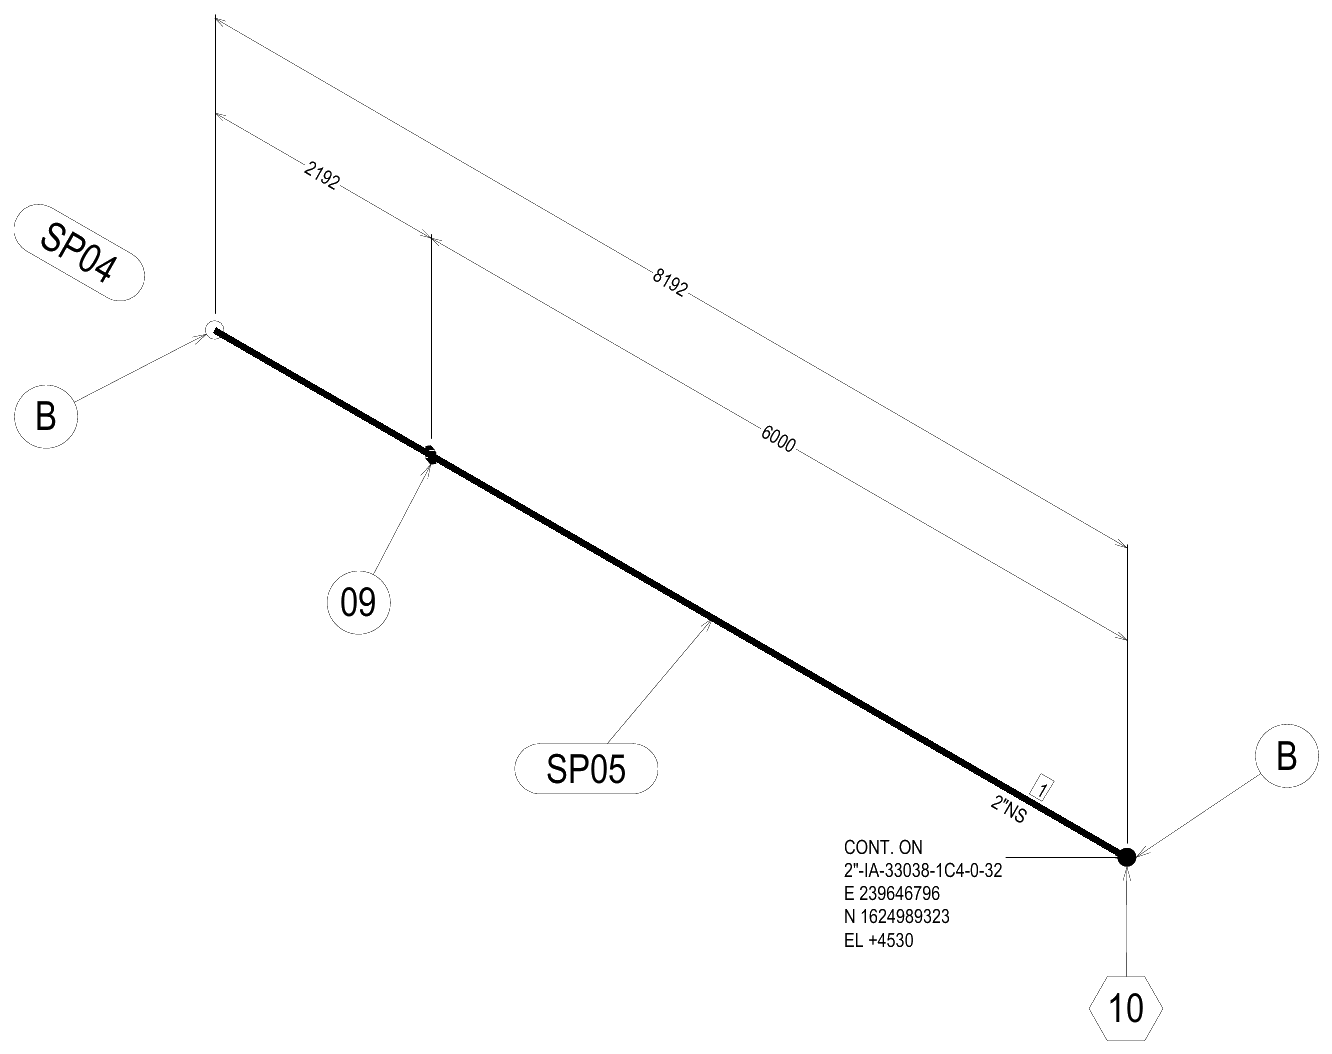 2192
SP04
8192
B
6000
09
SP05
B
1
2"NS
CONT. ON
2"-IA-33038-1C4-0-32
E 239646796
N 1624989323
EL +4530
10